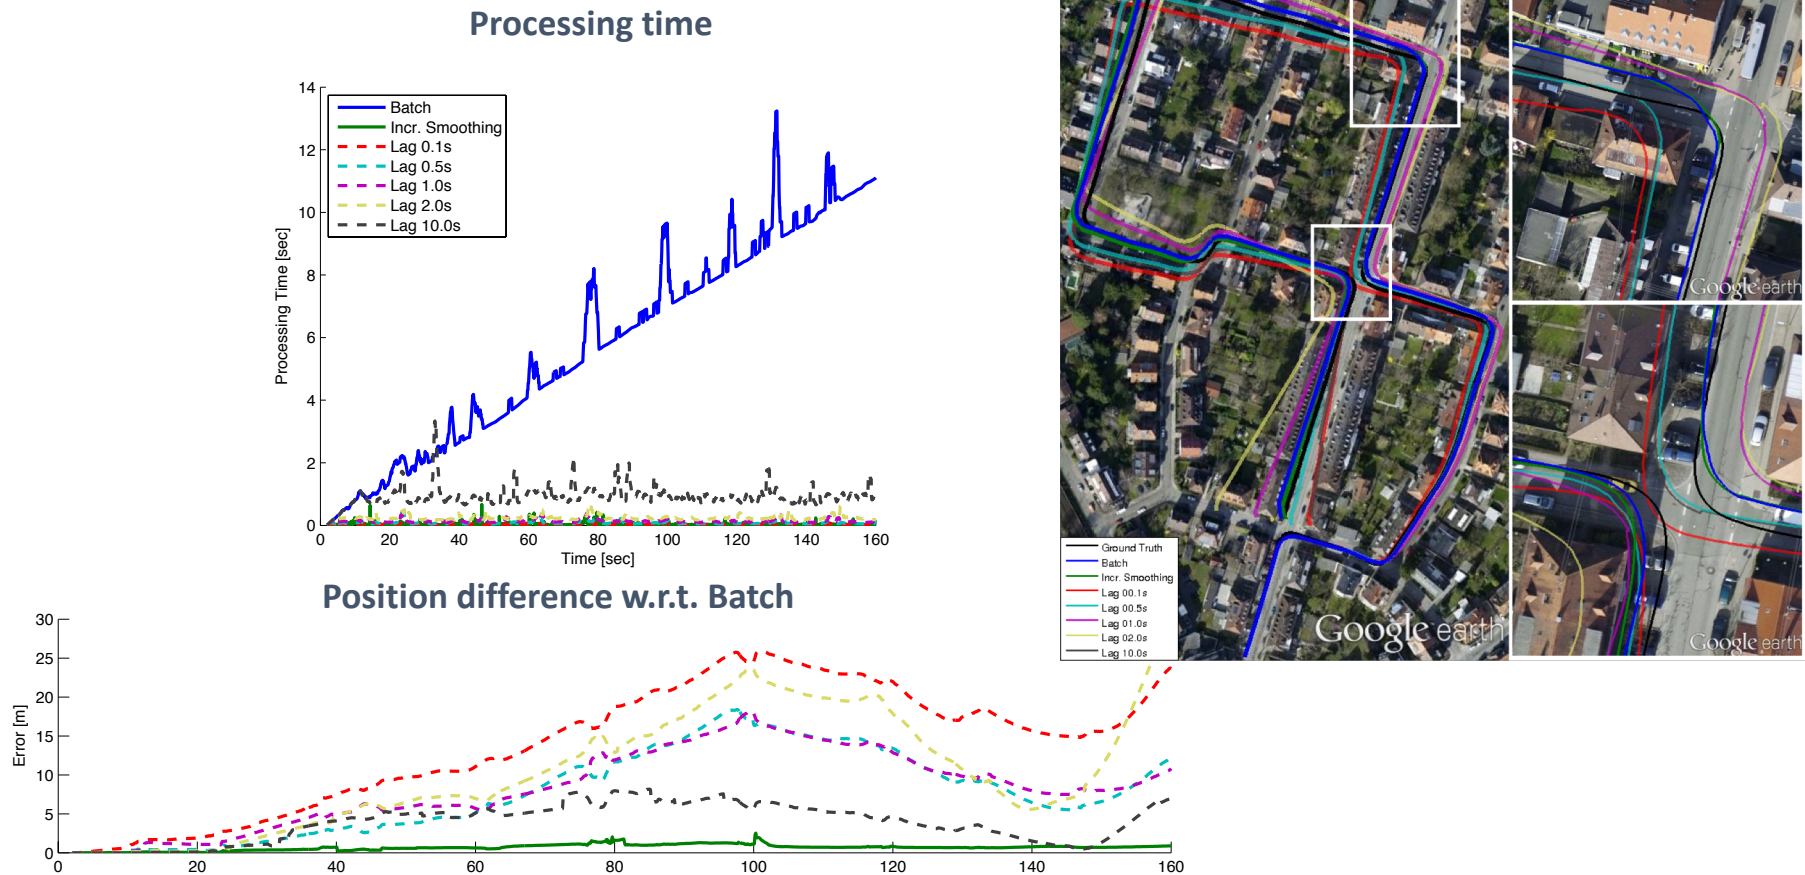 Processing time
14
12
10
8
6
4
2
0
Processing Time [sec]
Batch
Incr. Smoothing
Lag 0.1s
Lag 0.5s
Lag 1.0s
Lag 2.0s
Lag 10.0s
0 20 40 60 80 100 120 140 160
Time [sec]
Position difference w.r.t. Batch
30
25
20
15
10
5
0
Error [m]
0 20 40 60 80 100 120 140 160
Ground Truth
Batch
Incr. Smoothing
Lag 00.1s
Lag 00.5s
Lag 01.0s
Lag 02.0s
Lag 10.0s
Google earth
Google earth
Google earth